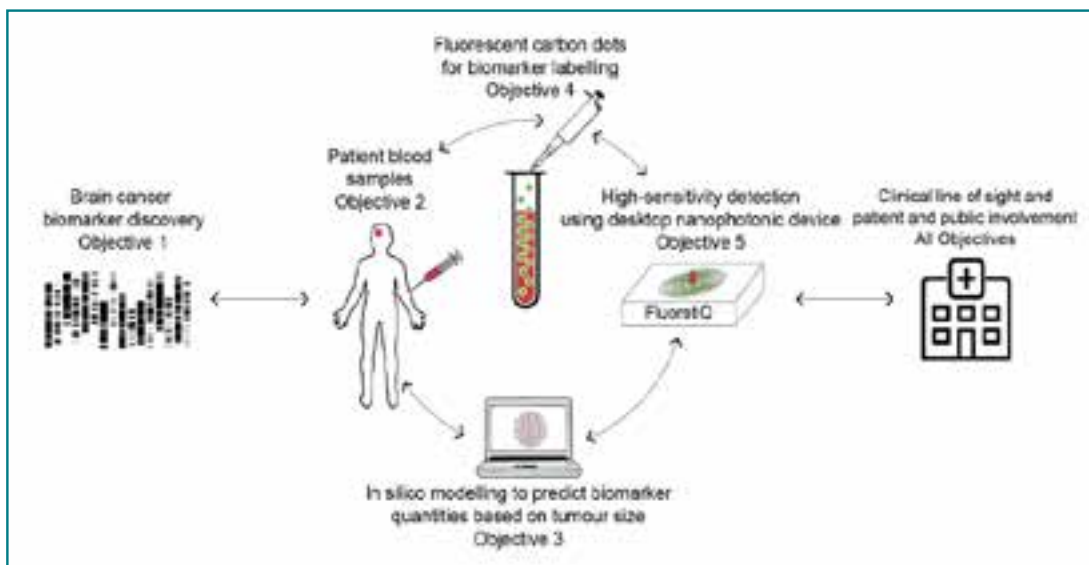 Fluorescent carbon dots
for biomarker labelling
Objective 4
Patient blood
samples
Objective 2
Brain cancer
biomarker discovery
Objective 1
High-sensitivity detection
using desktop nanophotonic device
Objective 5
Clinical line of sight and
patient and public involvement
All Objectives
In silico modelling to predict biomarker
quantities based on tumour size
Objective 3